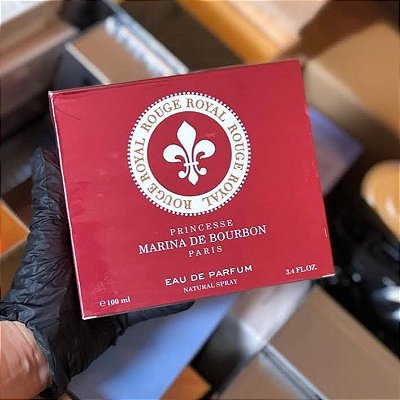 ROUGE ROYAL ROUGE ROYAL ROUGE ROYAL
PRINCESSE
MARINA DE BOURBON
PARIS
EAU DE PARFUM
NATURAL SPRAY
e 100 ml
3.4 FL.OZ.